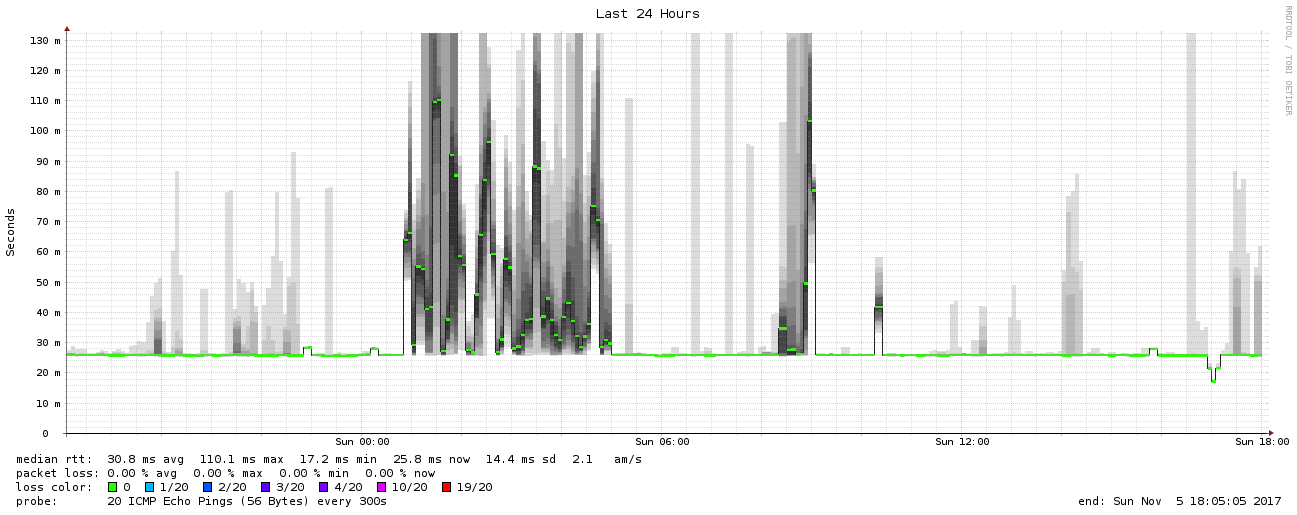 Last 24 Hours
RRDTOOL / TOBI OETIKER
Seconds
130 m
120 m
110 m
100 m
90 m
80 m
70 m
60 m
50 m
40 m
30 m
20 m
10 m
0
Sun 00:00 Sun 06:00 Sun 12:00 Sun 18:00
median rtt: 30.8 ms avg 110.1 ms max 17.2 ms min 25.8 ms now 14.4 ms sd 2.1 am/s
packet loss: 0.00 % avg 0.00 % max 0.00 % min 0.00 % now
loss color: 0 1/20 2/20 3/20 4/20 10/20 19/20
probe: 20 ICMP Echo Pings (56 Bytes) every 300s end: Sun Nov 5 18:05:05 2017